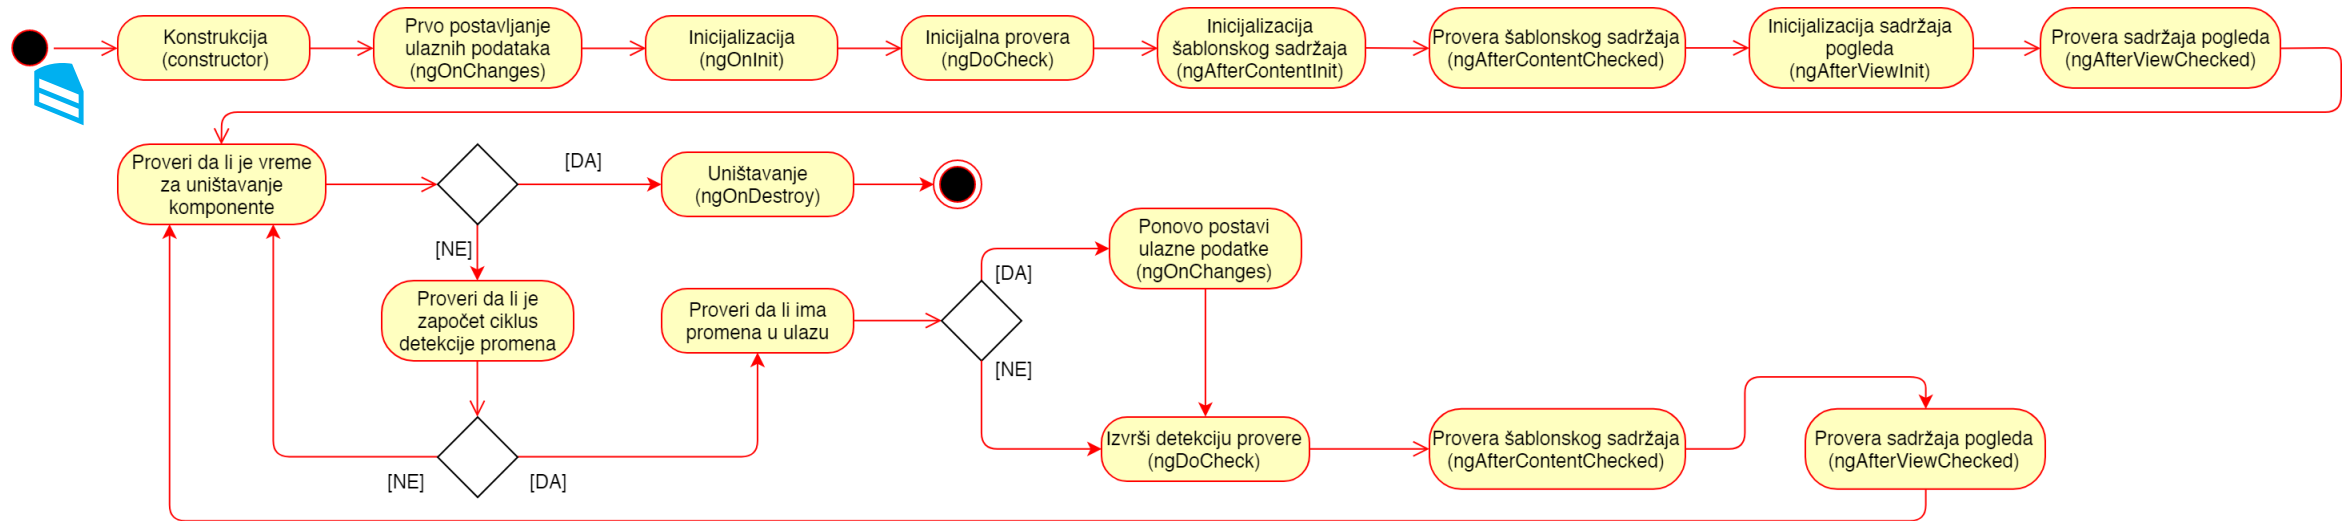 Konstrukcija
(constructor)
Prvo postavljanje
ulaznih podataka
(ngOnChanges)
Inicijalizacija
(ngOnInit)
Inicijalna provera
(ngDoCheck)
Inicijalizacija
šablonskog sadržaja
(ngAfterContentInit)
Provera šablonskog sadržaja
(ngAfterContentChecked)
Inicijalizacija sadržaja
pogleda
(ngAfterViewInit)
Provera sadržaja pogleda
(ngAfterViewChecked)
Proveri da li je vreme
za uništavanje
komponente
[DA]
Uništavanje
(ngOnDestroy)
[NE]
Proveri da li je
započet ciklus
detekcije promena
[NE]
[DA]
Proveri da li ima
promena u ulazu
[DA]
Ponovo postavi
ulazne podatke
(ngOnChanges)
[NE]
Izvrši detekciju provere
(ngDoCheck)
Provera šablonskog sadržaja
(ngAfterContentChecked)
Provera sadržaja pogleda
(ngAfterViewChecked)